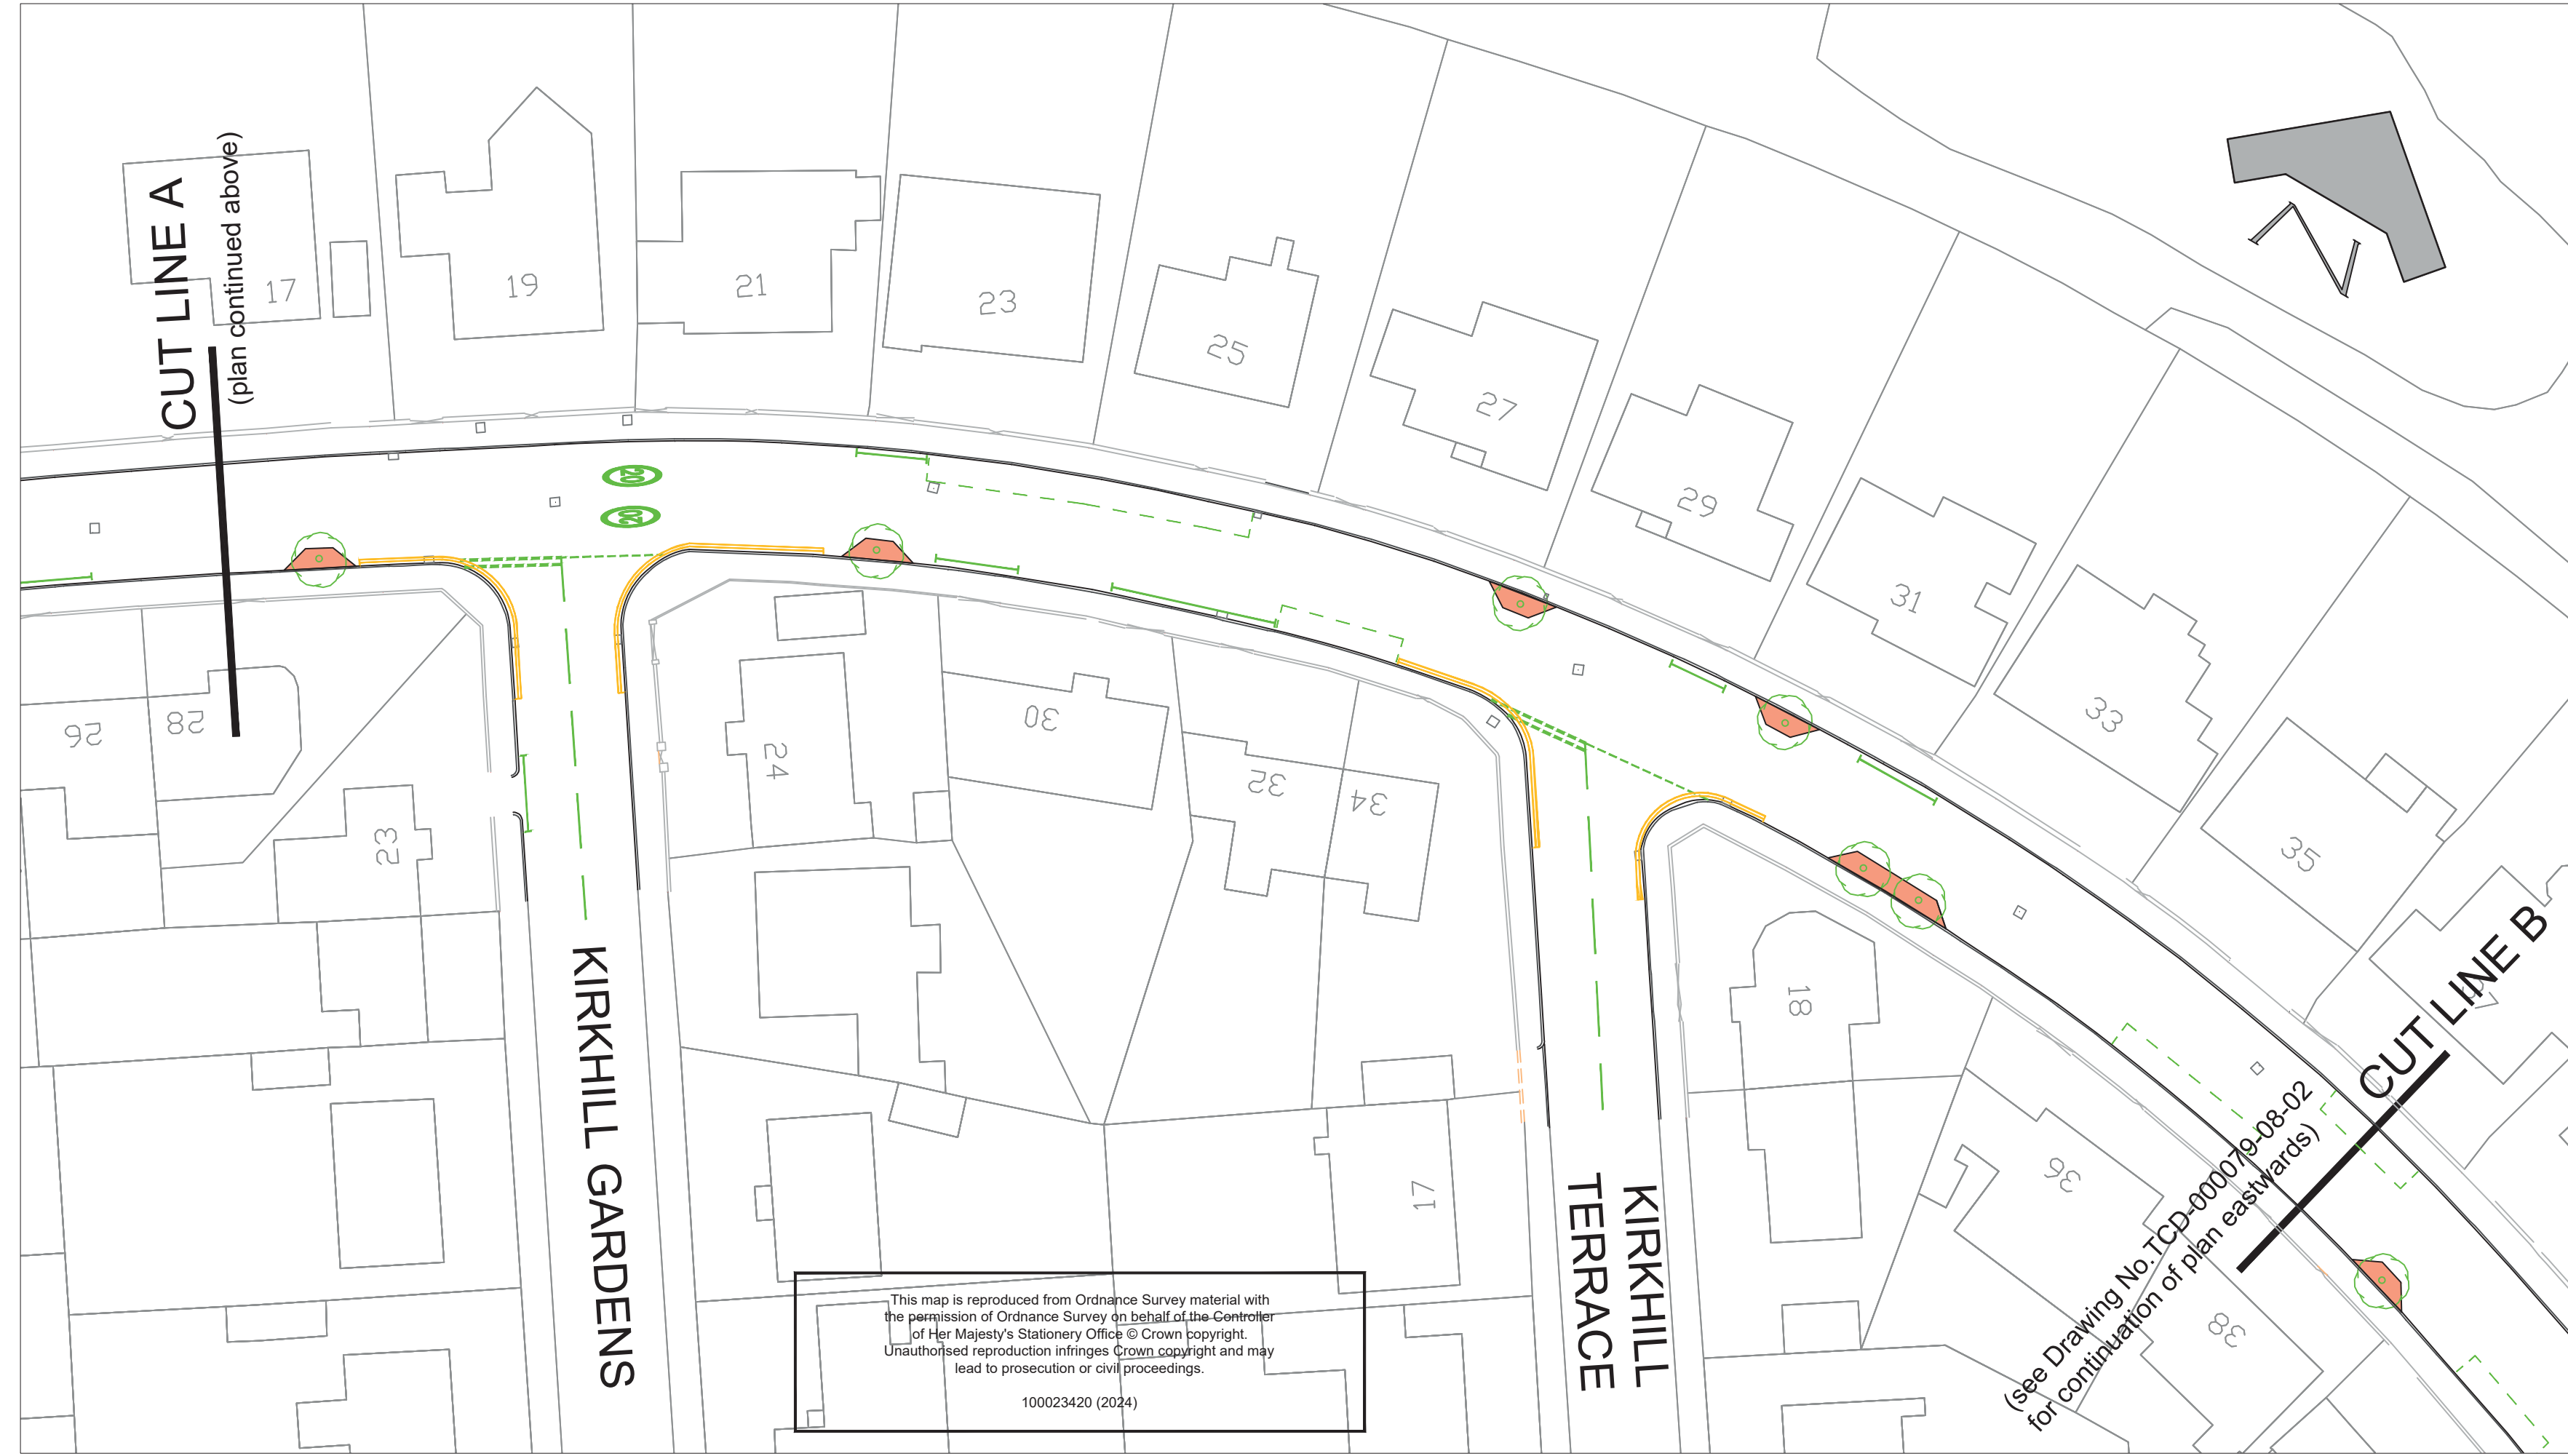 CUT LINE A
(plan continued above)
17
19
21
23
25
27
29
31
33
35
20
20
26
28
23
24
30
32
34
18
17
36
38
KIRKHILL GARDENS
KIRKHILL
TERRACE
CUT LINE B
(see Drawing No. TCD-000079-08-02
for continuation of plan eastwards)
This map is reproduced from Ordnance Survey material with
the permission of Ordnance Survey on behalf of the Controller
of Her Majesty's Stationery Office © Crown copyright.
Unauthorised reproduction infringes Crown copyright and may
lead to prosecution or civil proceedings.
100023420 (2024)